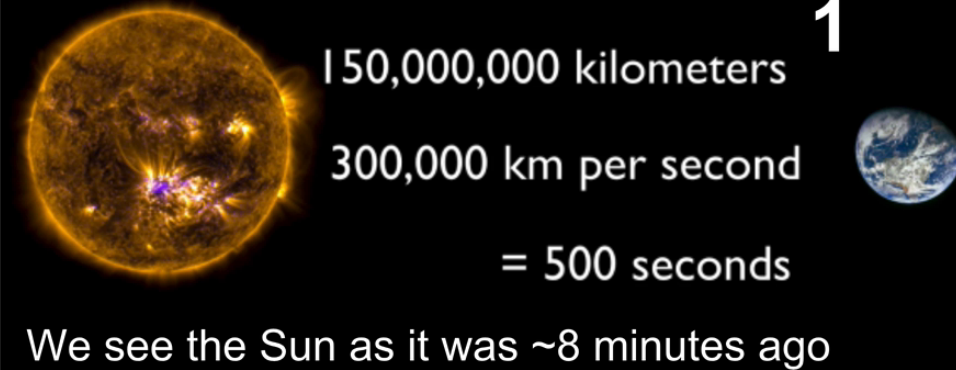 1
150,000,000 kilometers
300,000 km per second
= 500 seconds
We see the Sun as it was ~8 minutes ago